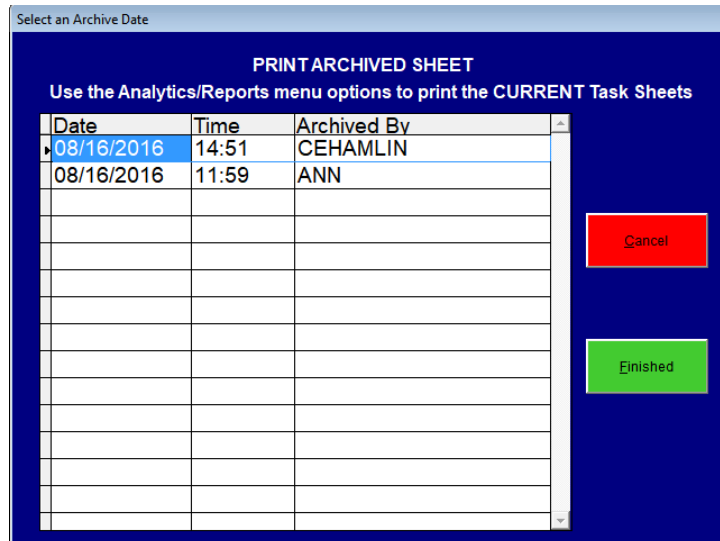 Select an Archive Date
PRINT ARCHIVED SHEET
Use the Analytics/Reports menu options to print the CURRENT Task Sheets
Date Time Archived By
08/16/2016 14:51 CEHAMLIN
08/16/2016 11:59 ANN
Cancel
Finished